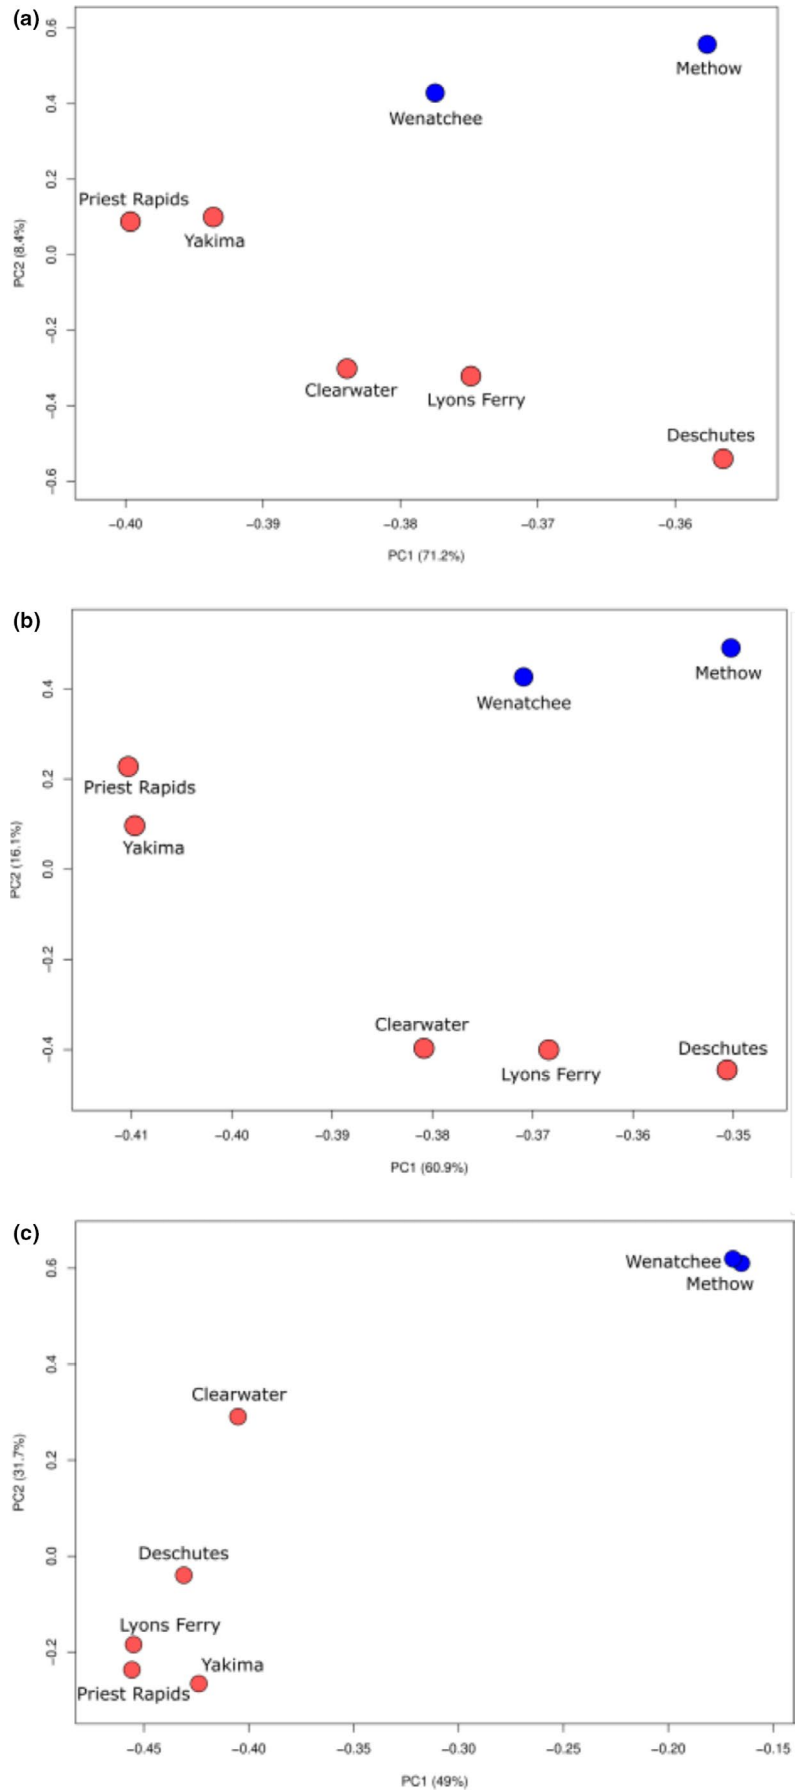 (a)
0.6
0.4
0.2
0.0
−0.2
−0.4
−0.6
PC2 (8.4%)
Methow
Wenatchee
Priest Rapids
Yakima
Clearwater
Lyons Ferry
Deschutes
−0.40 −0.39 −0.38 −0.37 −0.36
PC1 (71.2%)
(b)
0.4
0.2
0.0
−0.2
−0.4
PC2 (16.1%)
Methow
Wenatchee
Priest Rapids
Yakima
Clearwater
Lyons Ferry
Deschutes
−0.41 −0.40 −0.39 −0.38 −0.37 −0.36 −0.35
PC1 (60.9%)
(c)
0.6
0.4
0.2
0.0
−0.2
PC2 (31.7%)
Wenatchee
Methow
Clearwater
Deschutes
Lyons Ferry
Yakima
Priest Rapids
−0.45 −0.40 −0.35 −0.30 −0.25 −0.20 −0.15
PC1 (49%)